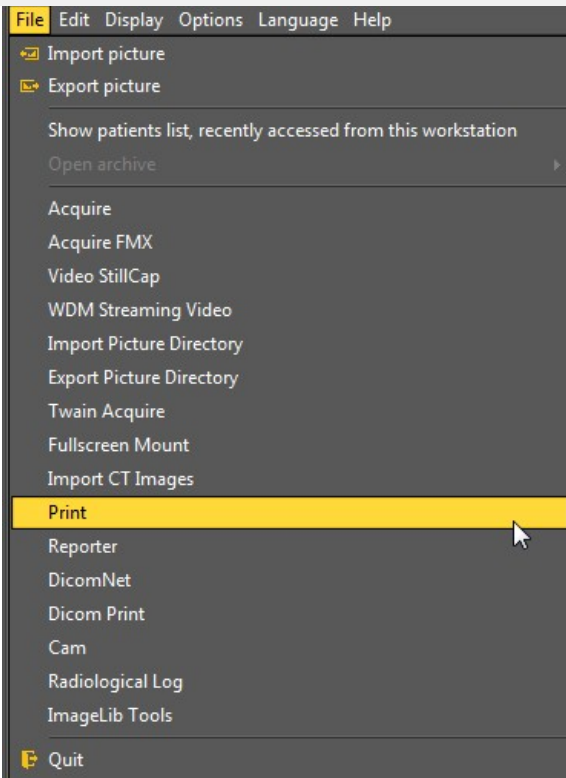 File Edit Display Options Language Help
Import picture
Export picture
Show patients list, recently accessed from this workstation
Open archive
Acquire
Acquire FMX
Video StillCap
WDM Streaming Video
Import Picture Directory
Export Picture Directory
Twain Acquire
Fullscreen Mount
Import CT Images
Print
Reporter
DicomNet
Dicom Print
Cam
Radiological Log
ImageLib Tools
Quit